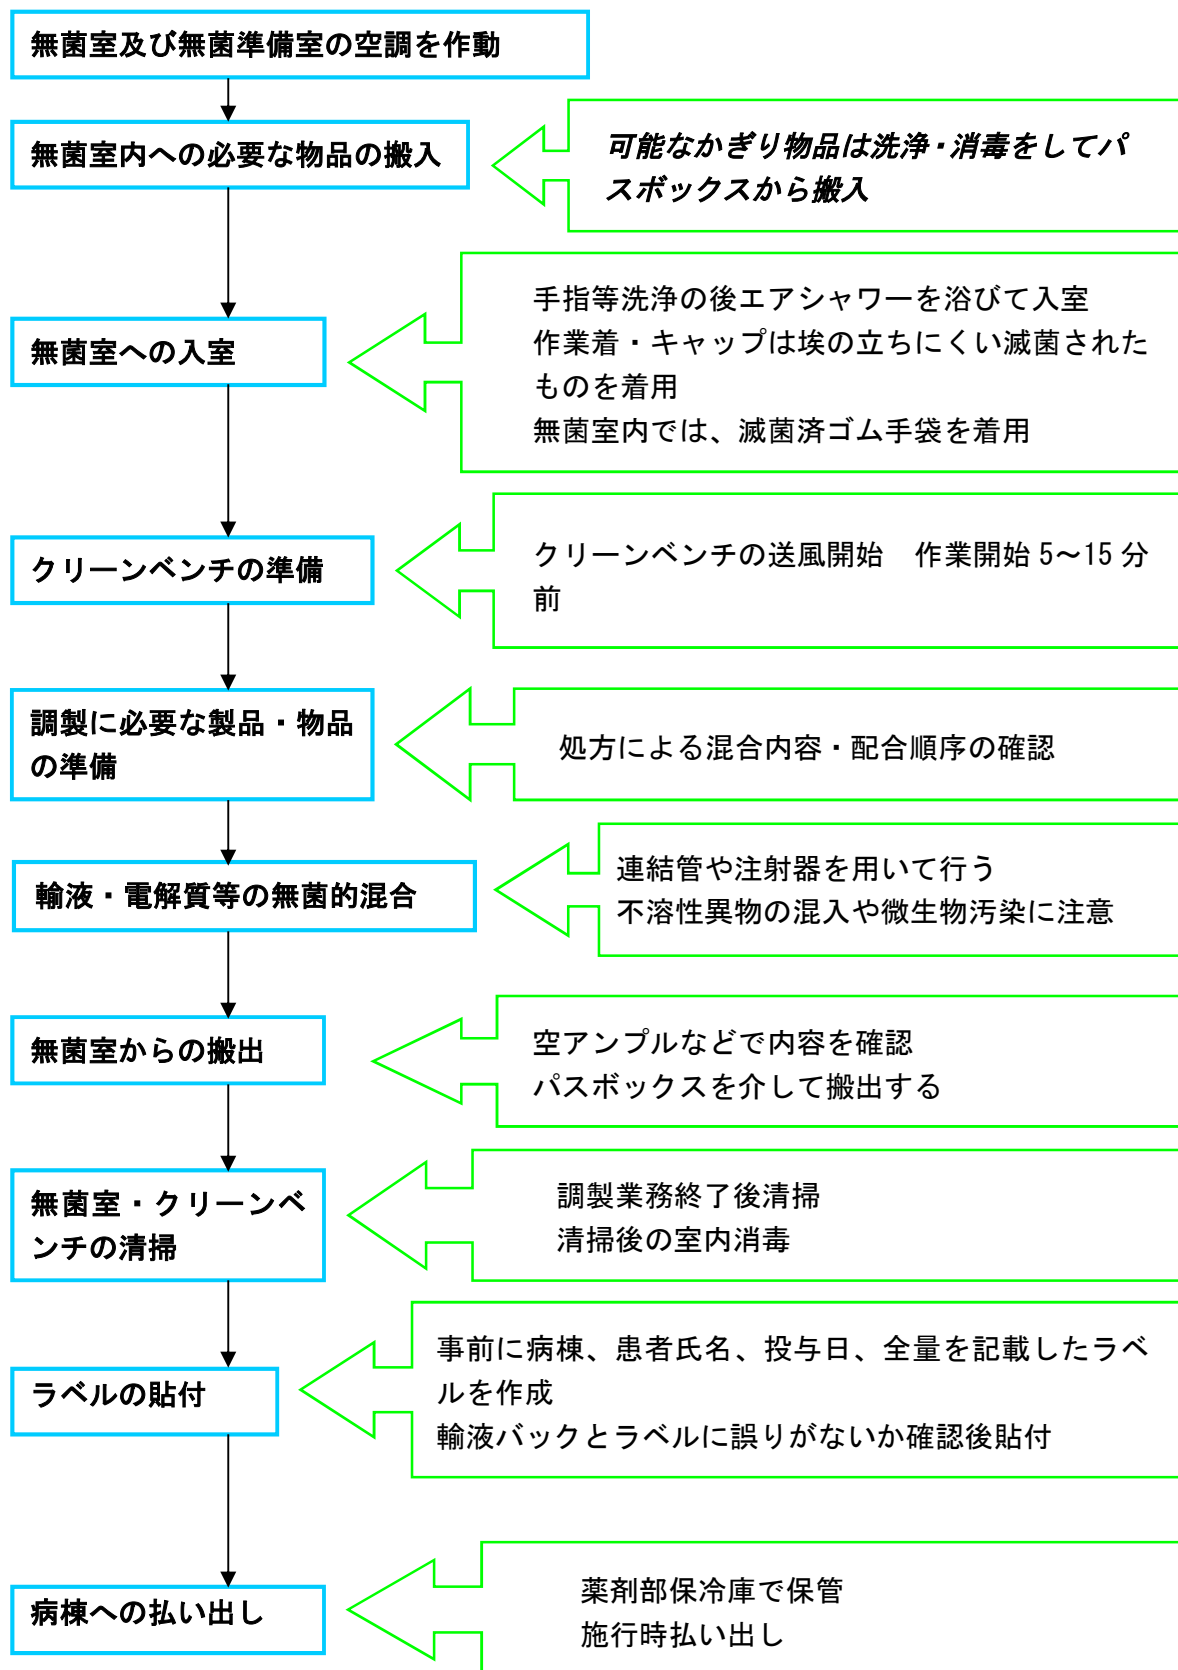 無菌室及び無菌準備室の空調を作動
無菌室内への必要な物品の搬入
可能なかぎり物品は洗浄・消毒をしてパ
スボックスから搬入
無菌室への入室
手指等洗浄の後エアシャワーを浴びて入室
作業着・キャップは埃の立ちにくい滅菌された
ものを着用
無菌室内では、滅菌済ゴム手袋を着用
クリーンベンチの準備
クリーンベンチの送風開始　作業開始 5～15 分
前
調製に必要な製品・物品
の準備
処方による混合内容・配合順序の確認
輸液・電解質等の無菌的混合
連結管や注射器を用いて行う
不溶性異物の混入や微生物汚染に注意
無菌室からの搬出
空アンプルなどで内容を確認
パスボックスを介して搬出する
無菌室・クリーンベ
ンチの清掃
調製業務終了後清掃
清掃後の室内消毒
ラベルの貼付
事前に病棟、患者氏名、投与日、全量を記載したラベ
ルを作成
輸液バックとラベルに誤りがないか確認後貼付
病棟への払い出し
薬剤部保冷庫で保管
施行時払い出し